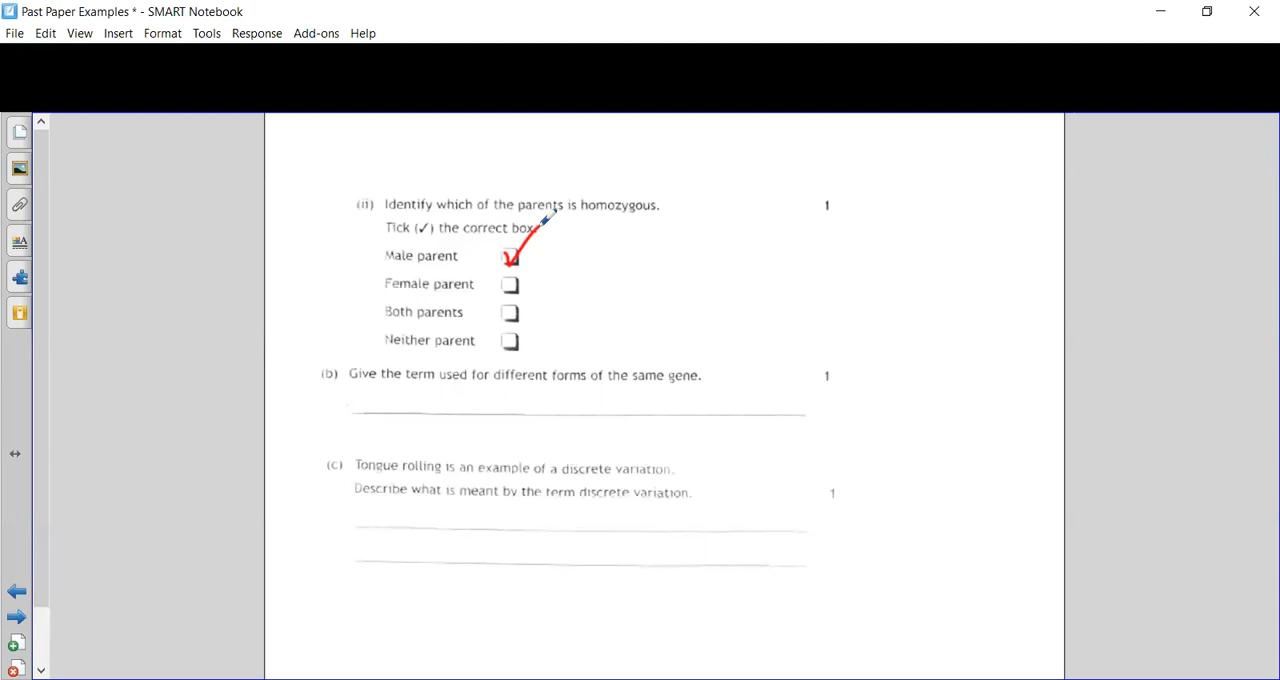 Past Paper Examples * - SMART Notebook
File Edit View Insert Format Tools Response Add-ons Help
(ii) Identify which of the parents is homozygous. 1
Tick (✓) the correct box
Male parent
Female parent
Both parents
Neither parent
(b) Give the term used for different forms of the same gene. 1
(c) Tongue rolling is an example of a discrete variation.
Describe what is meant by the term discrete variation. 1